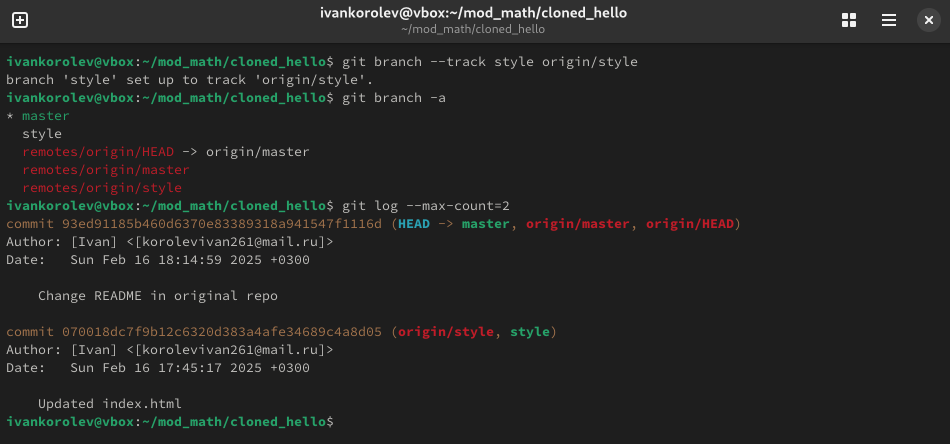 ivankorolev@vbox:~/mod_math/cloned_hello
~/mod_math/cloned_hello
ivankorolev@vbox:~/mod_math/cloned_hello$ git branch --track style origin/style
branch 'style' set up to track 'origin/style'.
ivankorolev@vbox:~/mod_math/cloned_hello$ git branch -a
* master
  style
  remotes/origin/HEAD -> origin/master
  remotes/origin/master
  remotes/origin/style
ivankorolev@vbox:~/mod_math/cloned_hello$ git log --max-count=2
commit 93ed91185b460d6370e83389318a941547f1116d (HEAD -> master, origin/master, origin/HEAD)
Author: [Ivan] <[korolevivan261@mail.ru]>
Date:   Sun Feb 16 18:14:59 2025 +0300
    Change README in original repo
commit 070018dc7f9b12c6320d383a4afe34689c4a8d05 (origin/style, style)
Author: [Ivan] <[korolevivan261@mail.ru]>
Date:   Sun Feb 16 17:45:17 2025 +0300
    Updated index.html
ivankorolev@vbox:~/mod_math/cloned_hello$